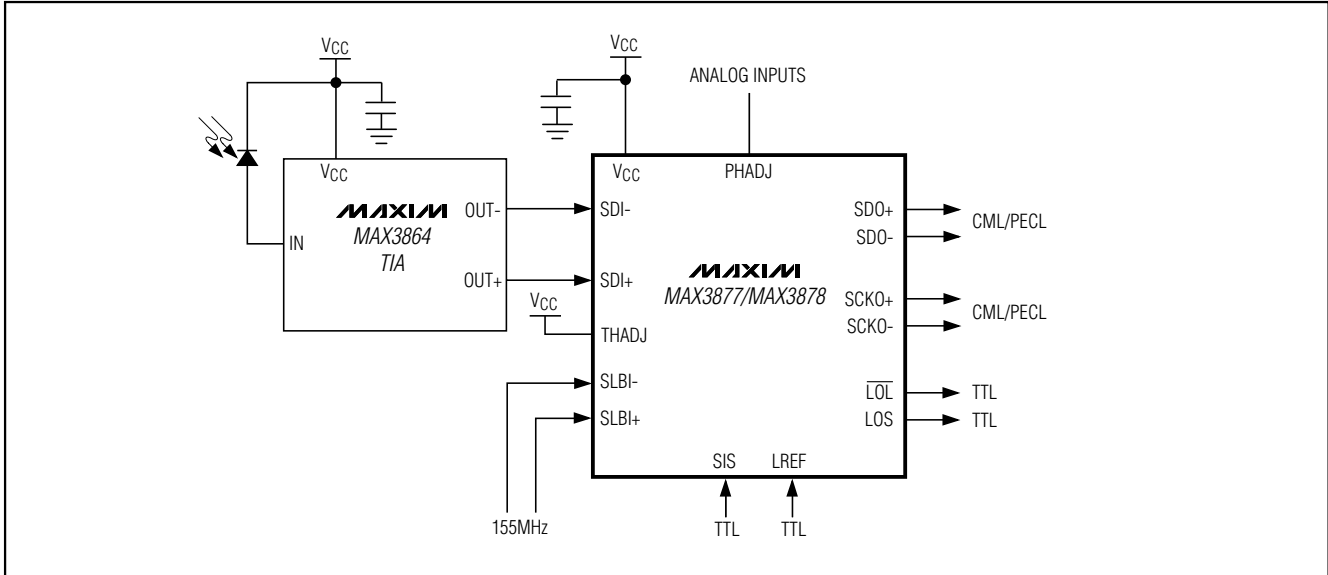 VCC
VCC
ANALOG INPUTS
VCC
MAXIM
MAX3864
TIA
IN
OUT-
OUT+
VCC
VCC
PHADJ
SDI-
SDI+
THADJ
SLBI-
SLBI+
MAXIM
MAX3877/MAX3878
SDO+
SDO-
CML/PECL
SCKO+
SCKO-
CML/PECL
LOL
TTL
LOS
TTL
SIS
LREF
155MHz
TTL
TTL